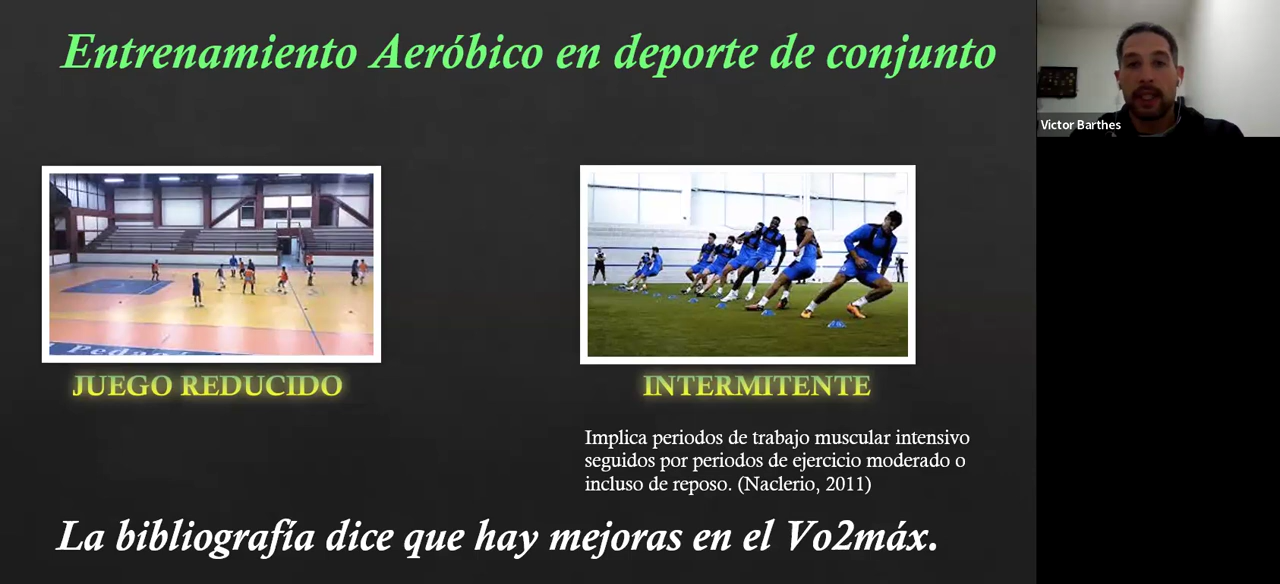 Entrenamiento Aeróbico en deporte de conjunto
Victor Barthes
JUEGO REDUCIDO
INTERMITENTE
Implica periodos de trabajo muscular intensivo
seguidos por periodos de ejercicio moderado o
incluso de reposo. (Naclerio, 2011)
La bibliografía dice que hay mejoras en el Vo2máx.